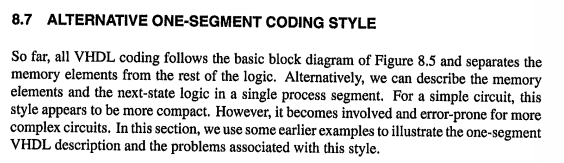 8.7 ALTERNATIVE ONE-SEGMENT CODING STYLE
So far, all VHDL coding follows the basic block diagram of Figure 8.5 and separates the
memory elements from the rest of the logic. Alternatively, we can describe the memory
elements and the next-state logic in a single process segment. For a simple circuit, this
style appears to be more compact. However, it becomes involved and error-prone for more
complex circuits. In this section, we use some earlier examples to illustrate the one-segment
VHDL description and the problems associated with this style.